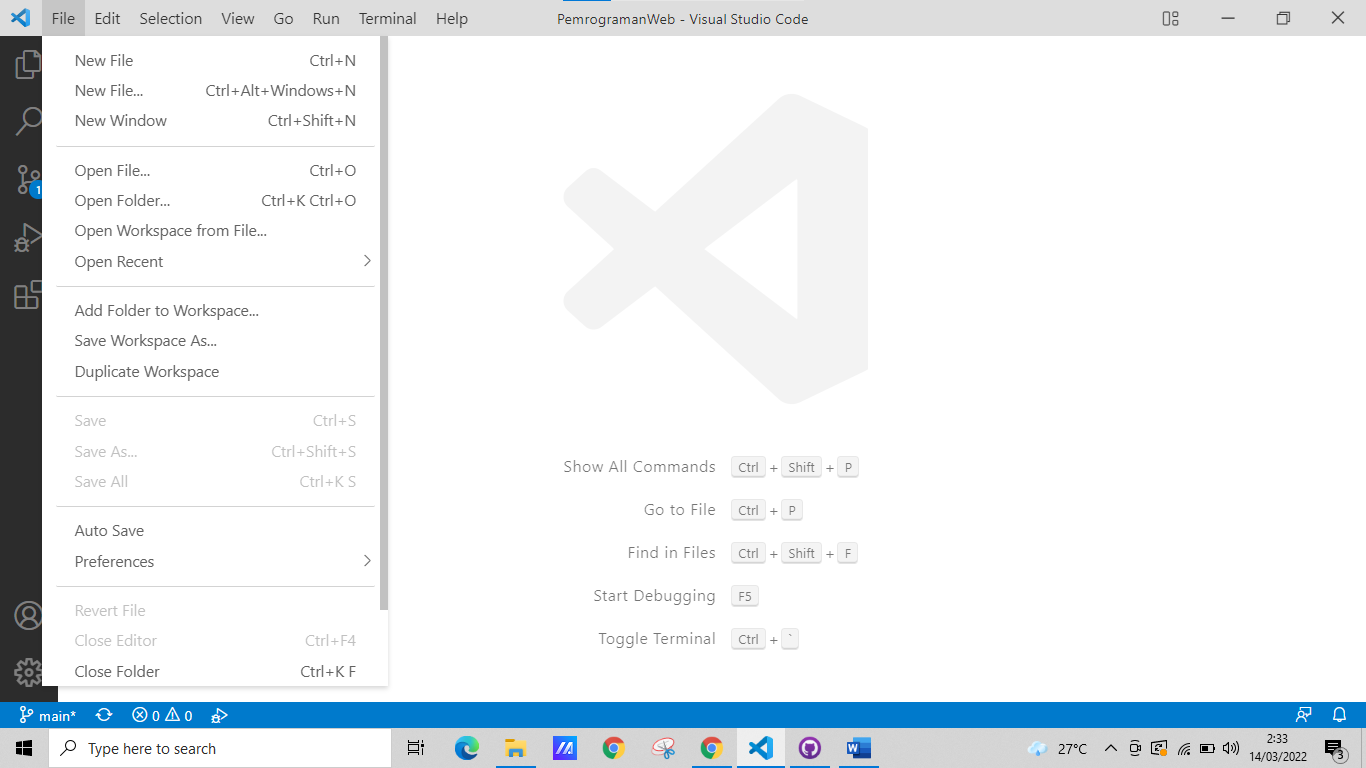 File Edit Selection View Go Run Terminal Help PemrogramanWeb - Visual Studio Code
New File Ctrl+N
New File... Ctrl+Alt+Windows+N
New Window Ctrl+Shift+N
Open File... Ctrl+O
Open Folder... Ctrl+K Ctrl+O
Open Workspace from File...
Open Recent
Add Folder to Workspace...
Save Workspace As...
Duplicate Workspace
Save Ctrl+S
Save As... Ctrl+Shift+S
Save All Ctrl+K S
Auto Save
Preferences
Revert File
Close Editor Ctrl+F4
Close Folder Ctrl+K F
1
Show All Commands Ctrl + Shift + P
Go to File Ctrl + P
Find in Files Ctrl + Shift + F
Start Debugging F5
Toggle Terminal Ctrl + `
main* 0 0
Type here to search
27°C
2:33
14/03/2022
3